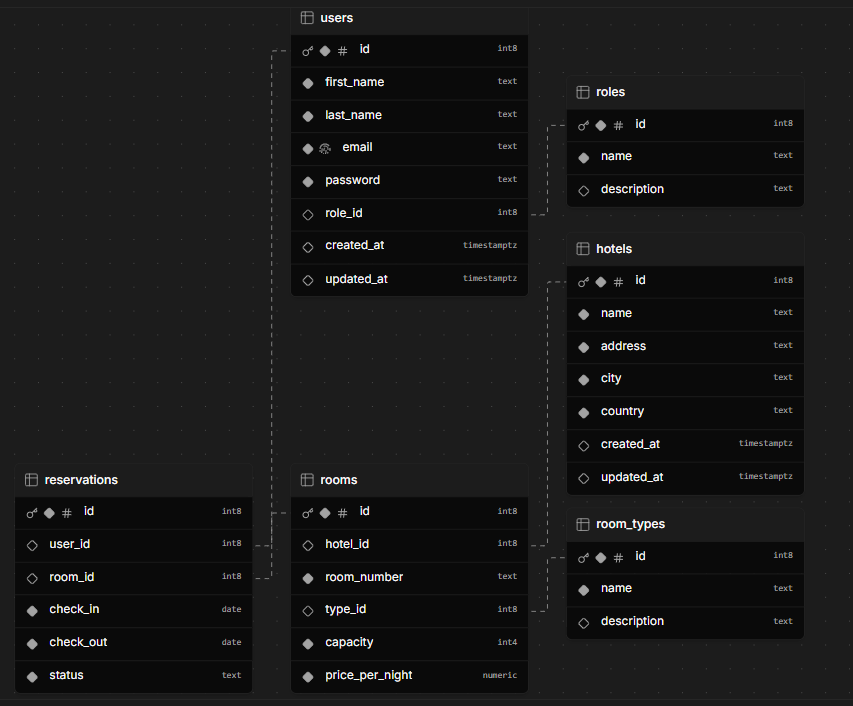 users
id int8
first_name text
last_name text
email text
password text
role_id int8
created_at timestamptz
updated_at timestamptz
roles
id int8
name text
description text
hotels
id int8
name text
address text
city text
country text
created_at timestamptz
updated_at timestamptz
reservations
id int8
user_id int8
room_id int8
check_in date
check_out date
status text
rooms
id int8
hotel_id int8
room_number text
type_id int8
capacity int4
price_per_night numeric
room_types
id int8
name text
description text